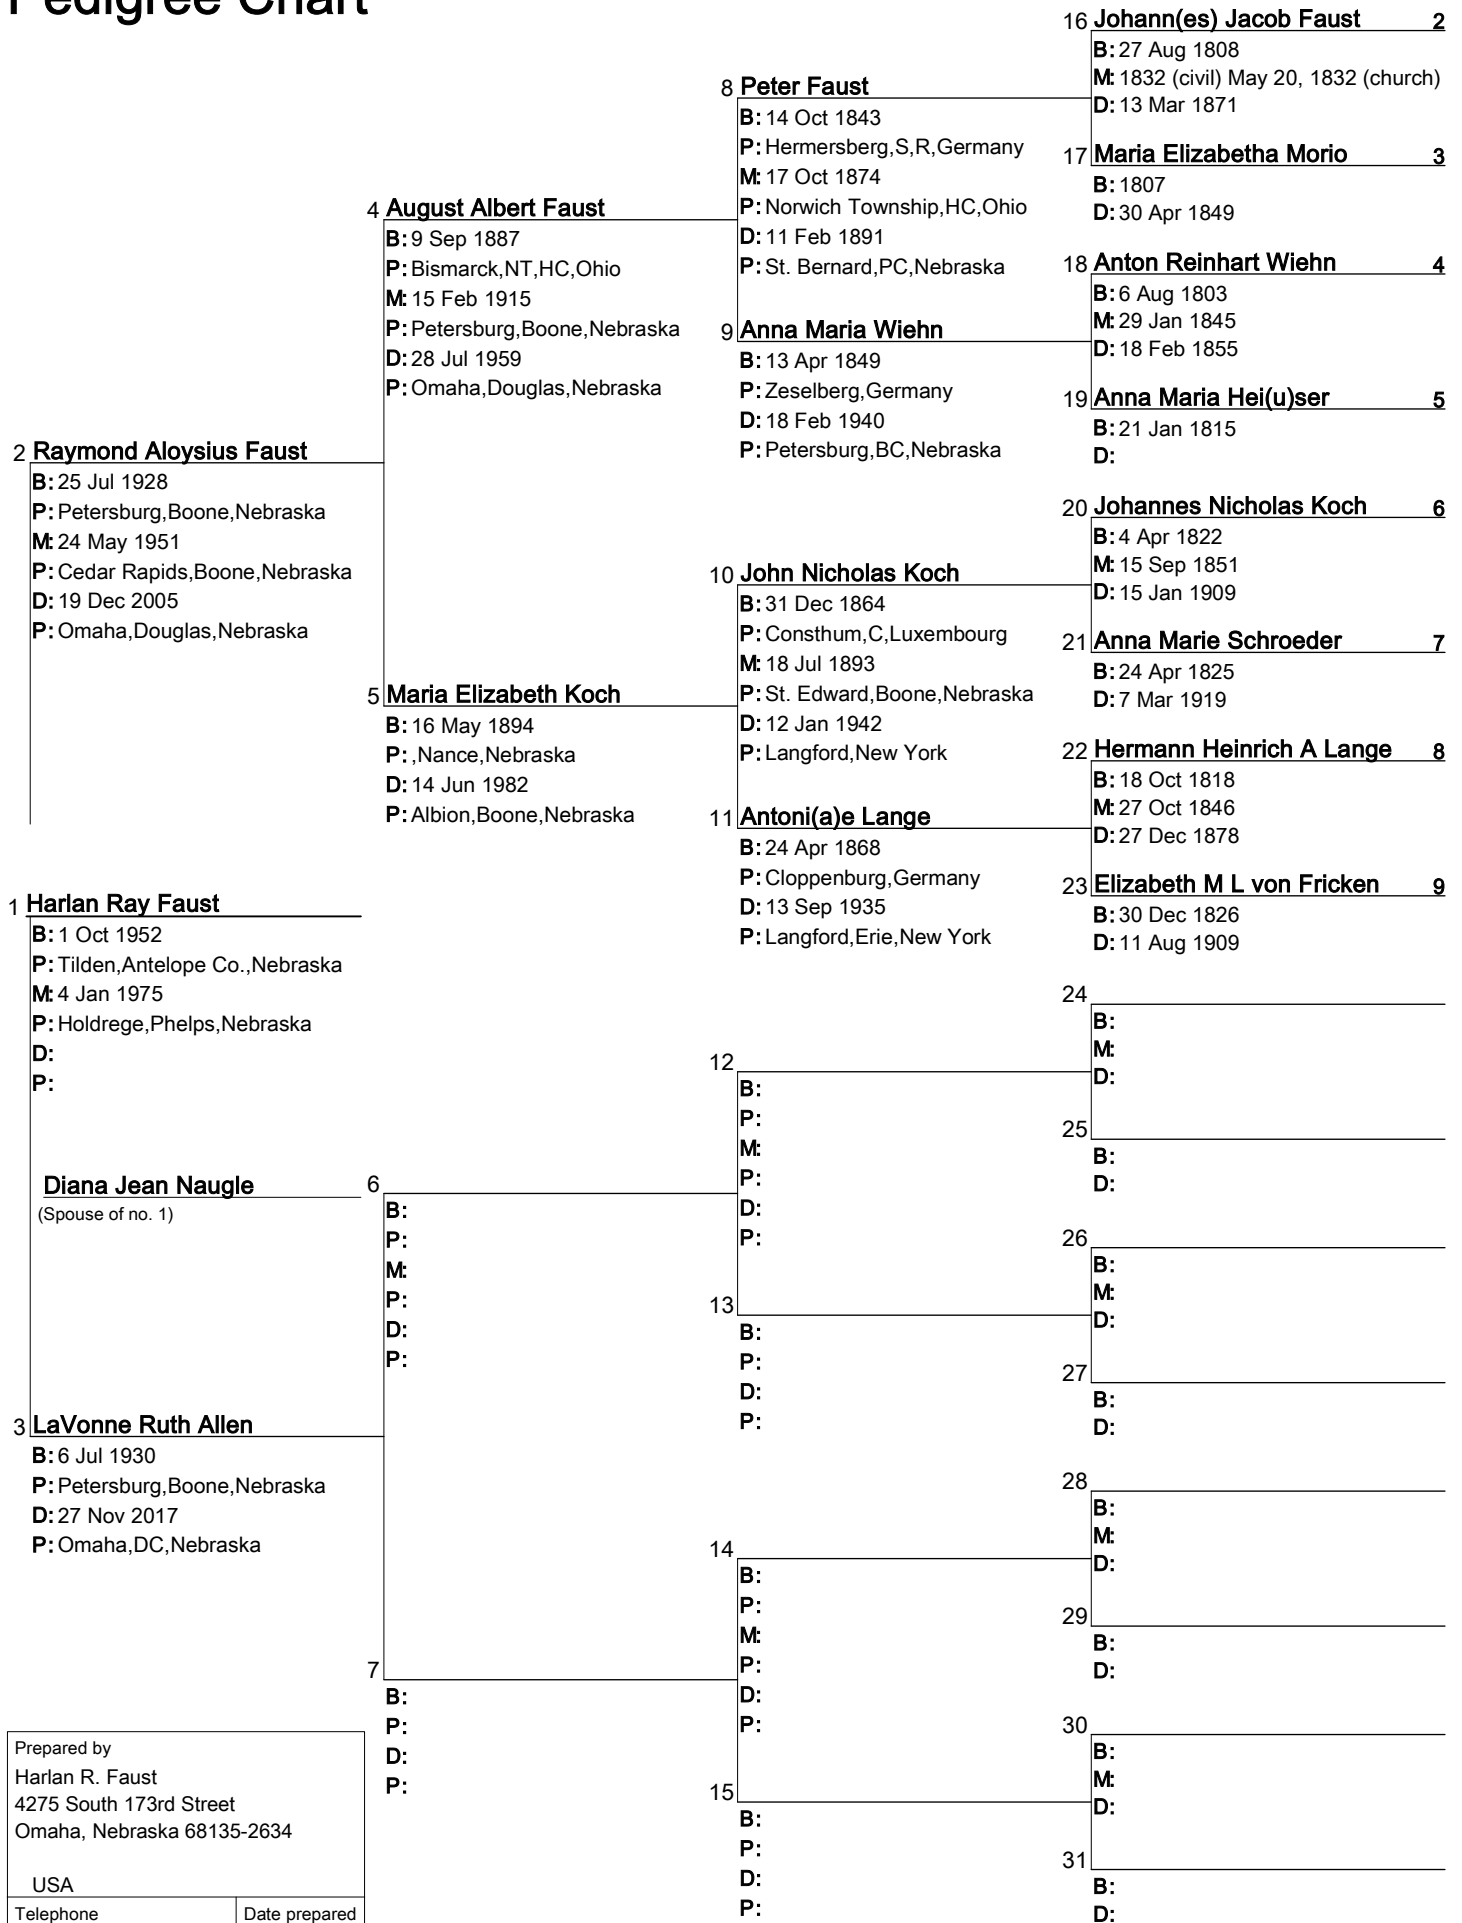 Pedigree Chart
16 Johann(es) Jacob Faust 2
B: 27 Aug 1808
M: 1832 (civil) May 20, 1832 (church)
D: 13 Mar 1871
8 Peter Faust
B: 14 Oct 1843
P: Hermersberg,S,R,Germany
M: 17 Oct 1874
P: Norwich Township,HC,Ohio
D: 11 Feb 1891
P: St. Bernard,PC,Nebraska
17 Maria Elizabetha Morio 3
B: 1807
D: 30 Apr 1849
4 August Albert Faust
B: 9 Sep 1887
P: Bismarck,NT,HC,Ohio
M: 15 Feb 1915
P: Petersburg,Boone,Nebraska
D: 28 Jul 1959
P: Omaha,Douglas,Nebraska
18 Anton Reinhart Wiehn 4
B: 6 Aug 1803
M: 29 Jan 1845
D: 18 Feb 1855
9 Anna Maria Wiehn
B: 13 Apr 1849
P: Zeselberg,Germany
D: 18 Feb 1940
P: Petersburg,BC,Nebraska
19 Anna Maria Hei(u)ser 5
B: 21 Jan 1815
D:
2 Raymond Aloysius Faust
B: 25 Jul 1928
P: Petersburg,Boone,Nebraska
M: 24 May 1951
P: Cedar Rapids,Boone,Nebraska
D: 19 Dec 2005
P: Omaha,Douglas,Nebraska
20 Johannes Nicholas Koch 6
B: 4 Apr 1822
M: 15 Sep 1851
D: 15 Jan 1909
10 John Nicholas Koch
B: 31 Dec 1864
P: Consthum,C,Luxembourg
M: 18 Jul 1893
P: St. Edward,Boone,Nebraska
D: 12 Jan 1942
P: Langford,New York
21 Anna Marie Schroeder 7
B: 24 Apr 1825
D: 7 Mar 1919
5 Maria Elizabeth Koch
B: 16 May 1894
P: ,Nance,Nebraska
D: 14 Jun 1982
P: Albion,Boone,Nebraska
22 Hermann Heinrich A Lange 8
B: 18 Oct 1818
M: 27 Oct 1846
D: 27 Dec 1878
11 Antoni(a)e Lange
B: 24 Apr 1868
P: Cloppenburg,Germany
D: 13 Sep 1935
P: Langford,Erie,New York
23 Elizabeth M L von Fricken 9
B: 30 Dec 1826
D: 11 Aug 1909
1 Harlan Ray Faust
B: 1 Oct 1952
P: Tilden,Antelope Co.,Nebraska
M: 4 Jan 1975
P: Holdrege,Phelps,Nebraska
D:
P:
24
B:
M:
D:
12
B:
P:
M:
P:
D:
P:
25
B:
D:
Diana Jean Naugle
(Spouse of no. 1)
6
B:
P:
M:
P:
D:
P:
26
B:
M:
D:
13
B:
P:
D:
P:
27
B:
D:
3 LaVonne Ruth Allen
B: 6 Jul 1930
P: Petersburg,Boone,Nebraska
D: 27 Nov 2017
P: Omaha,DC,Nebraska
28
B:
M:
D:
14
B:
P:
M:
P:
D:
P:
29
B:
D:
7
B:
P:
D:
P:
30
B:
M:
D:
15
B:
P:
D:
P:
31
B:
D:
Prepared by
Harlan R. Faust
4275 South 173rd Street
Omaha, Nebraska 68135-2634
USA
Telephone
Date prepared